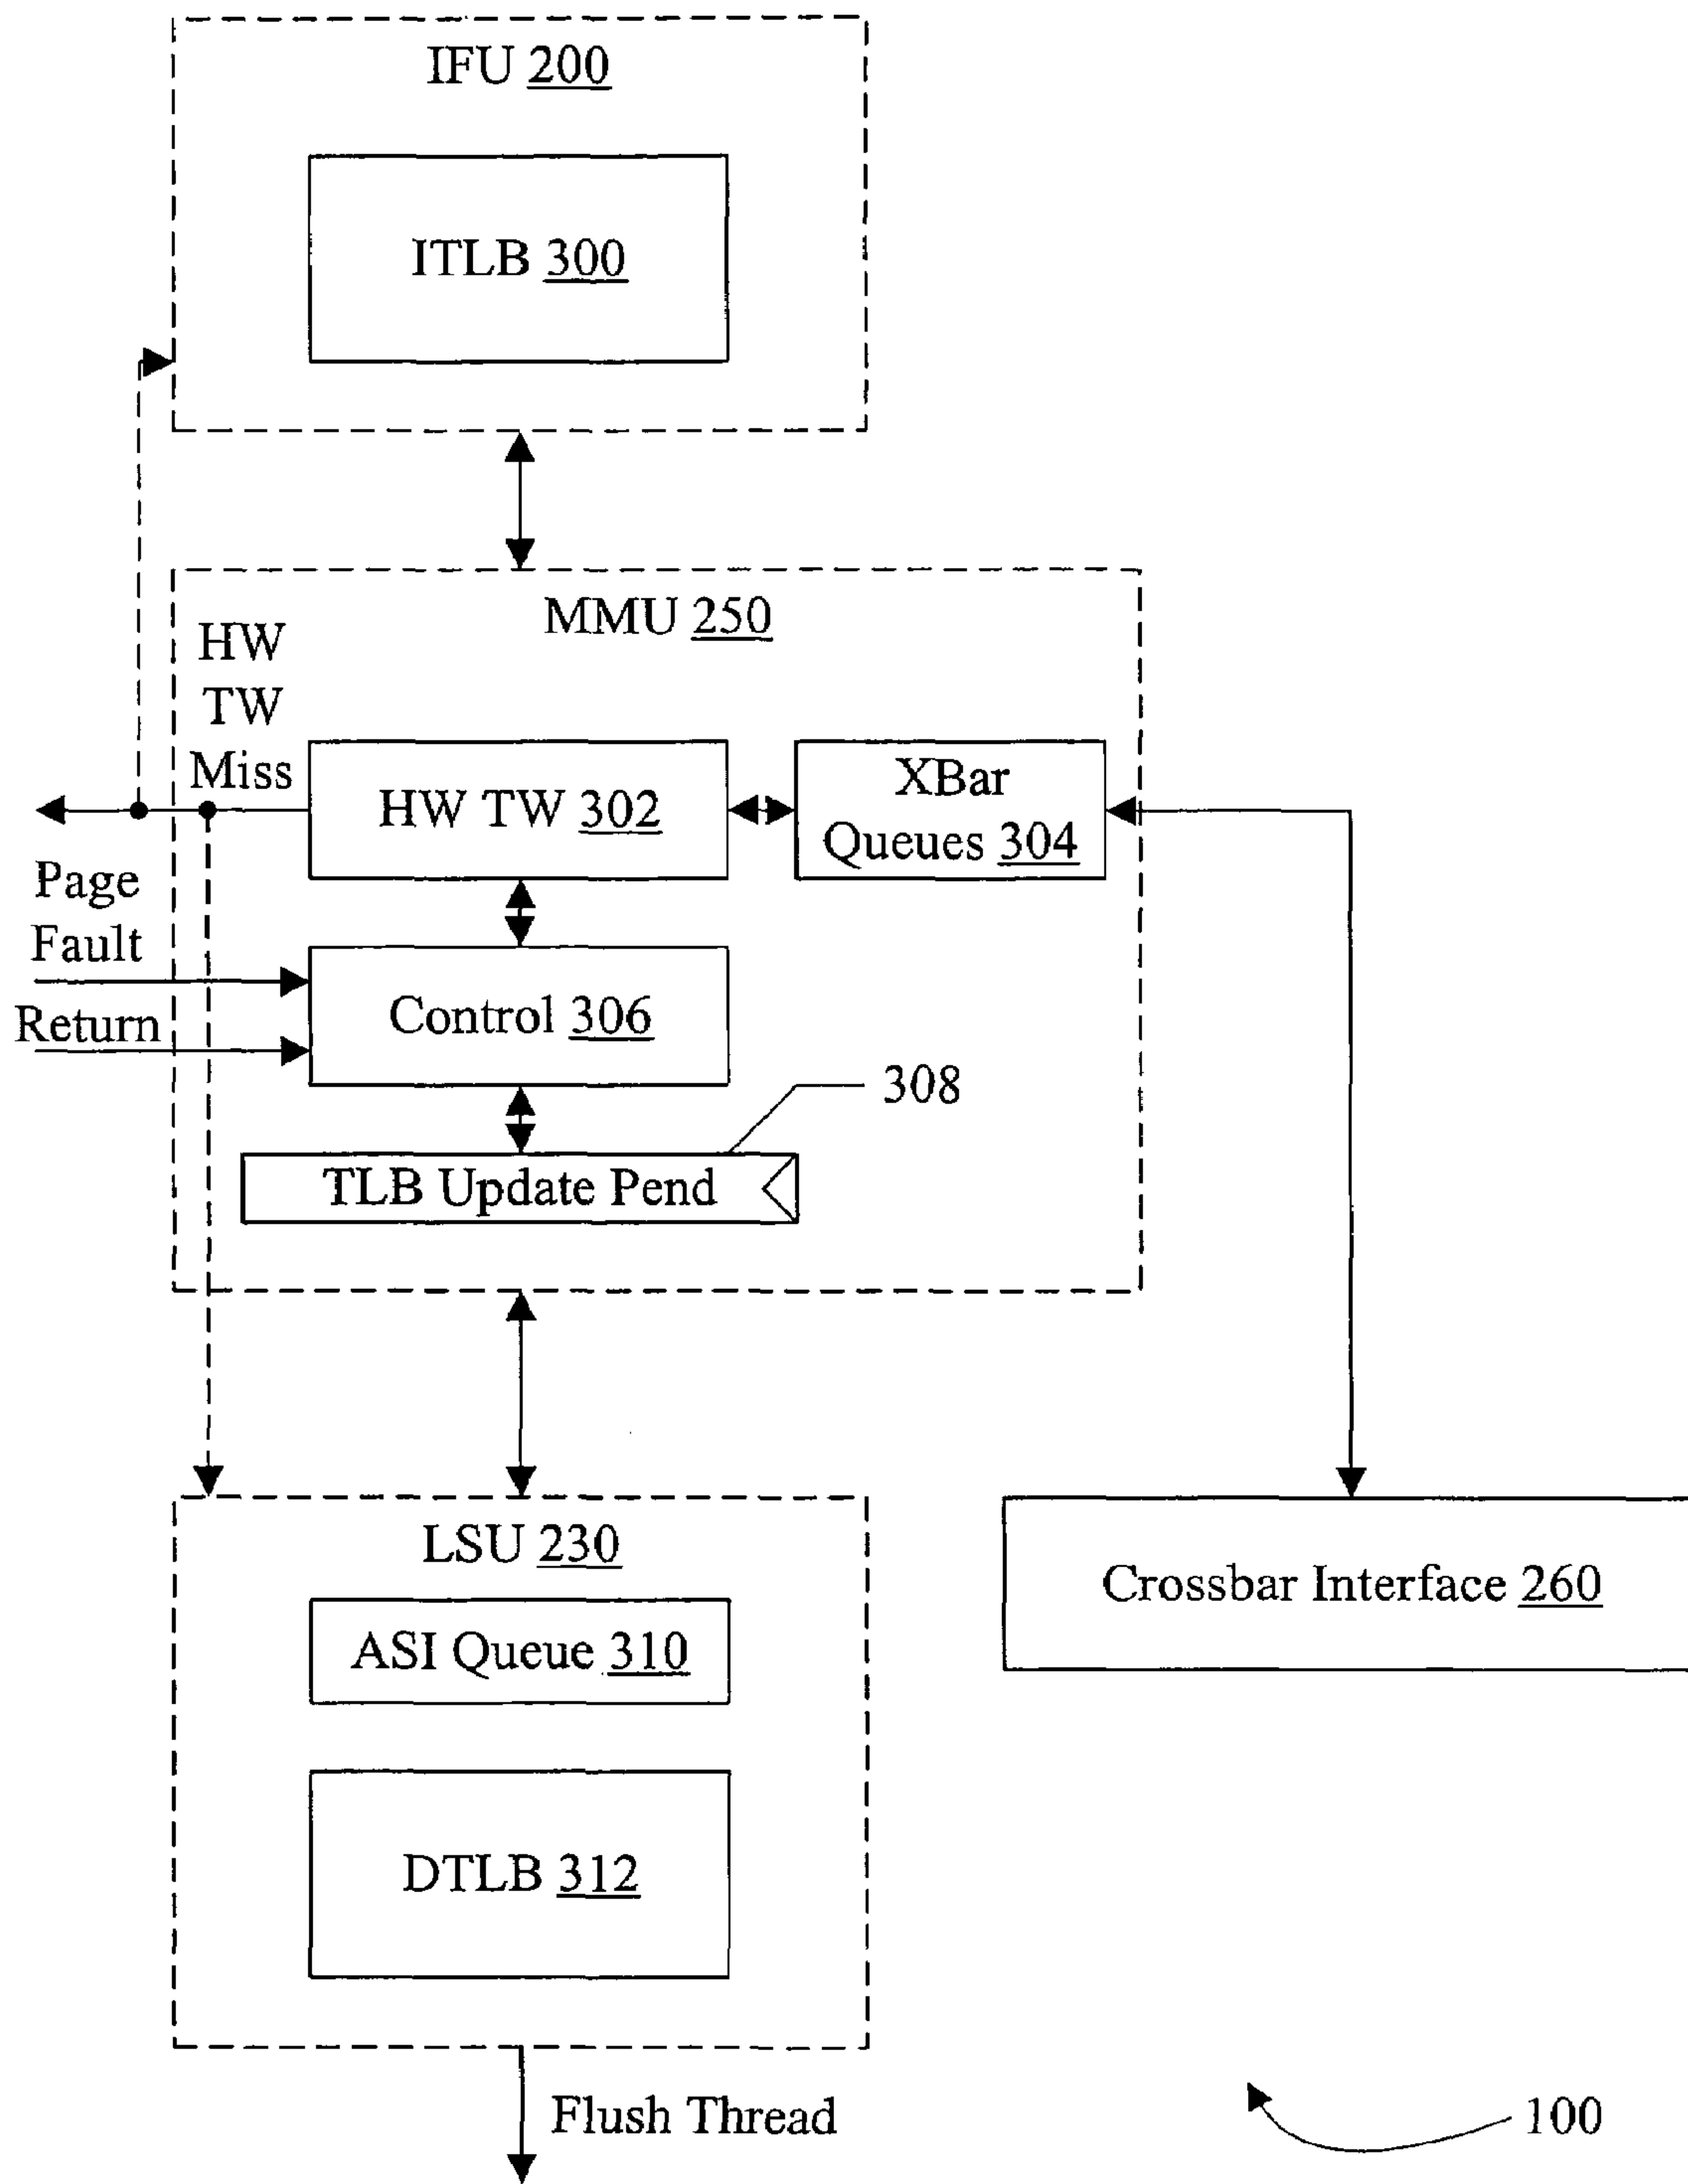 IFU 200
ITLB 300
MMU 250
HW
TW
Miss
HW TW 302
XBar
Queues 304
Page
Fault
Control 306
Return
308
TLB Update Pend
LSU 230
ASI Queue 310
Crossbar Interface 260
DTLB 312
Flush Thread
100